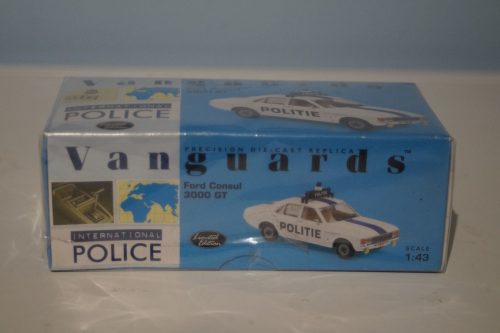 Vanguards
INTERNATIONAL
POLICE
POLITIE
Vanguards™
PRECISION DIE-CAST REPLICA
Ford Consul
3000 GT
POLITIE
INTERNATIONAL
POLICE
Limited
Edition
SCALE
1:43